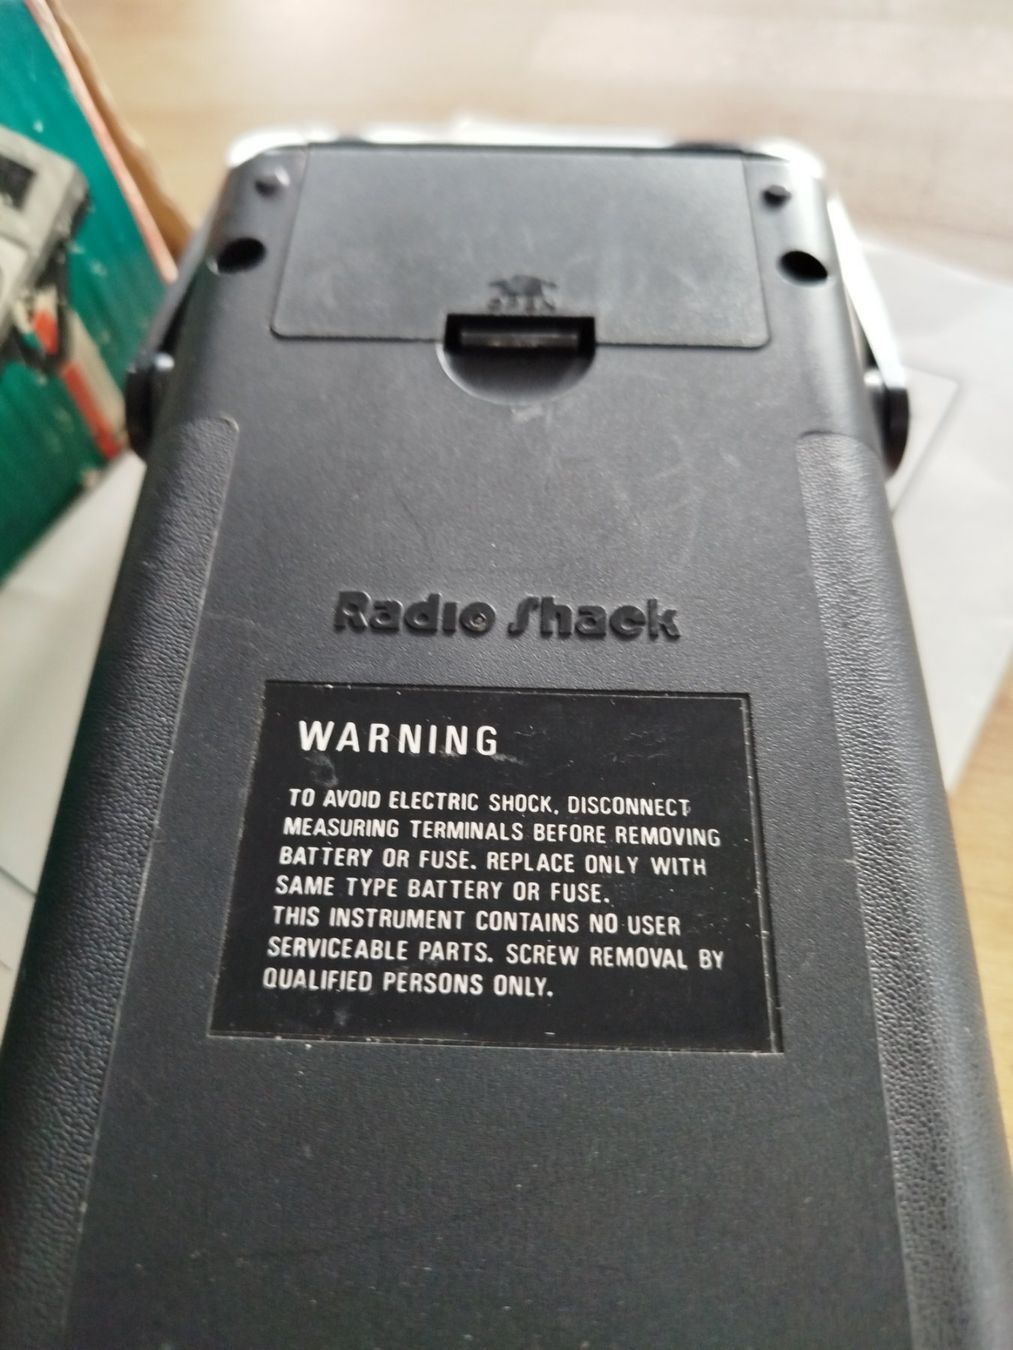 OPEN
Radio Shack
WARNING
TO AVOID ELECTRIC SHOCK, DISCONNECT
MEASURING TERMINALS BEFORE REMOVING
BATTERY OR FUSE. REPLACE ONLY WITH
SAME TYPE BATTERY OR FUSE.
THIS INSTRUMENT CONTAINS NO USER
SERVICEABLE PARTS. SCREW REMOVAL BY
QUALIFIED PERSONS ONLY.